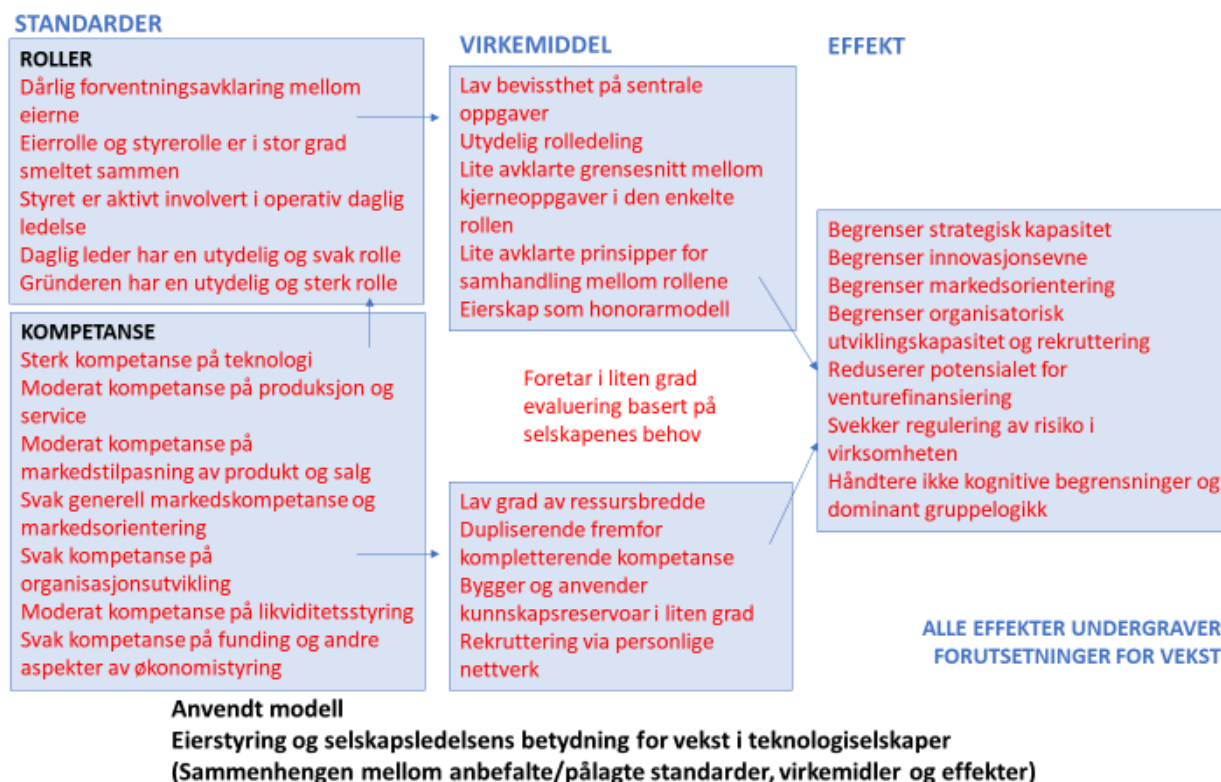 STANDARDER
ROLLER
Dårlig forventningsavklaring mellom
eierne
Eierrolle og styrerolle er i stor grad
smeltet sammen
Styret er aktivt involvert i operativ daglig
ledelse
Daglig leder har en utydelig og svak rolle
Gründeren har en utydelig og sterk rolle
KOMPETANSE
Sterk kompetanse på teknologi
Moderat kompetanse på produksjon og
service
Moderat kompetanse på
markedstilpasning av produkt og salg
Svak generell markedskompetanse og
markedsorientering
Svak kompetanse på
organisasjonsutvikling
Moderat kompetanse på likviditetsstyring
Svak kompetanse på funding og andre
aspekter av økonomistyring
VIRKEMIDDEL
Lav bevissthet på sentrale
oppgaver
Utydelig rolledeling
Lite avklarte grensesnitt mellom
kjerneoppgaver i den enkelte
rollen
Lite avklarte prinsipper for
samhandling mellom rollene
Eierskap som honorarmodell
Foretar i liten grad
evaluering basert på
selskapenes behov
Lav grad av ressursbredde
Dupliserende fremfor
kompletterende kompetanse
Bygger og anvender
kunnskapsreservoar i liten grad
Rekruttering via personlige
nettverk
EFFEKT
Begrenser strategisk kapasitet
Begrenser innovasjonsevne
Begrenser markedsorientering
Begrenser organisatorisk
utviklingskapasitet og rekruttering
Reduserer potensialet for
venturefinansiering
Svekker regulering av risiko i
virksomheten
Håndtere ikke kognitive begrensninger og
dominant gruppelogikk
ALLE EFFEKTER UNDERGRAVER
FORUTSETNINGER FOR VEKST
Anvendt modell
Eierstyring og selskapsledelsens betydning for vekst i teknologiselskaper
(Sammenhengen mellom anbefalte/pålagte standarder, virkemidler og effekter)